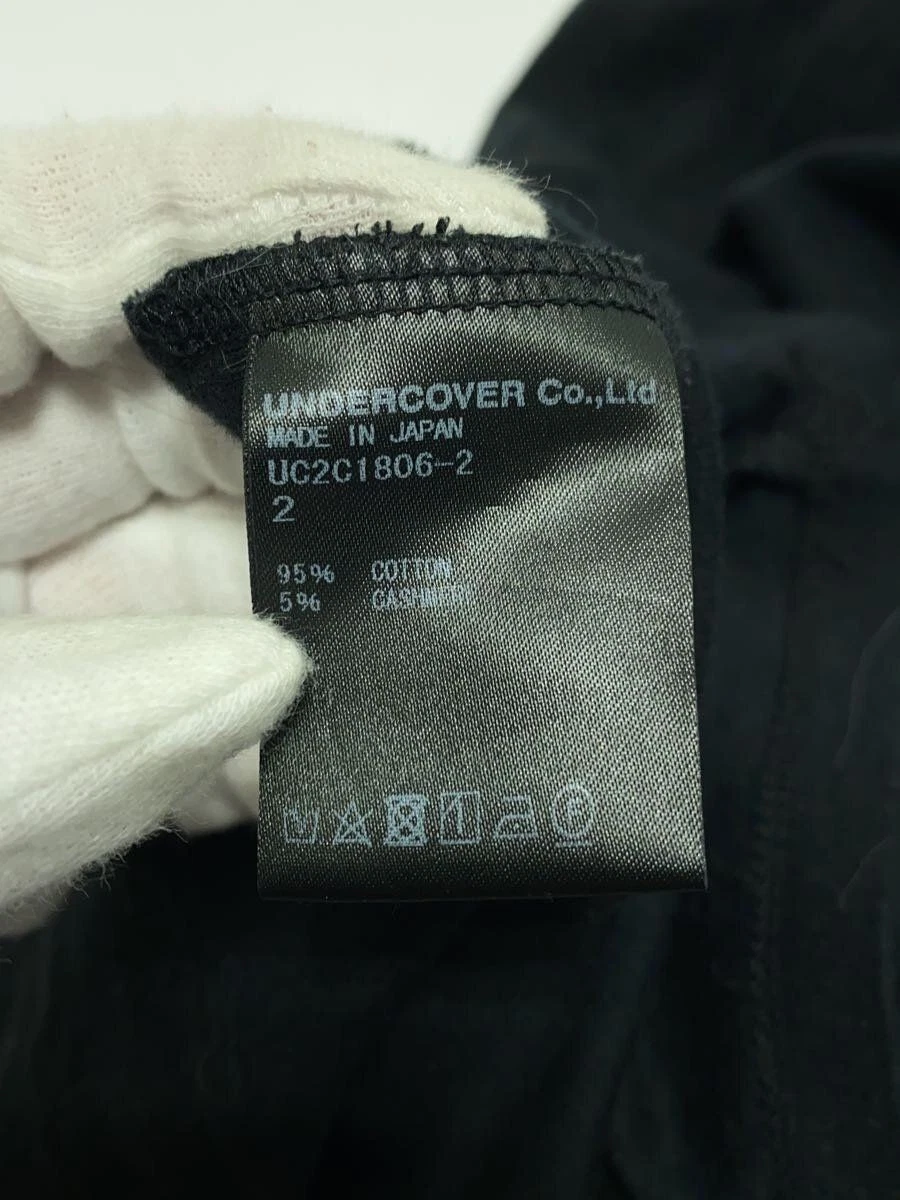 UNDERCOVER Co.,Ltd
MADE IN JAPAN
UC2C1806-2
2
95% COTTON
5% CASHMERE